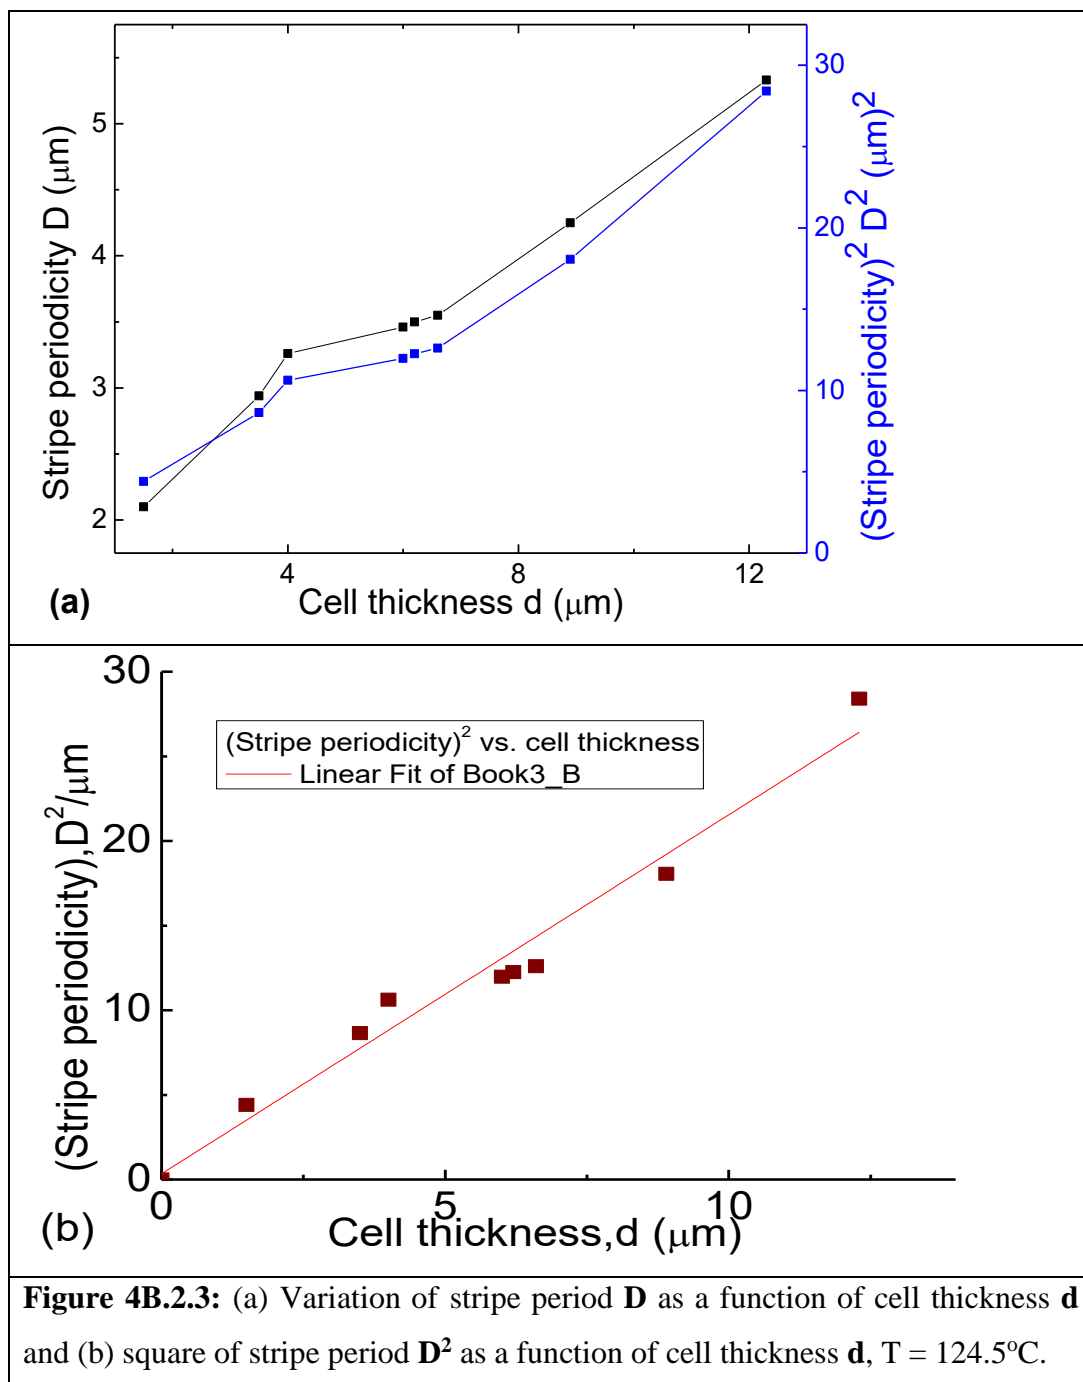 5
4
3
2
Stripe periodicity D (μm)
30
20
10
0
(Stripe periodicity)² D² (μm)²
4
8
12
(a)
Cell thickness d (μm)
30
20
10
0
(Stripe periodicity),D²/μm
(Stripe periodicity)² vs. cell thickness
Linear Fit of Book3_B
0
5
10
(b)
Cell thickness,d (μm)
Figure 4B.2.3: (a) Variation of stripe period D as a function of cell thickness d
and (b) square of stripe period D² as a function of cell thickness d, T = 124.5ºC.